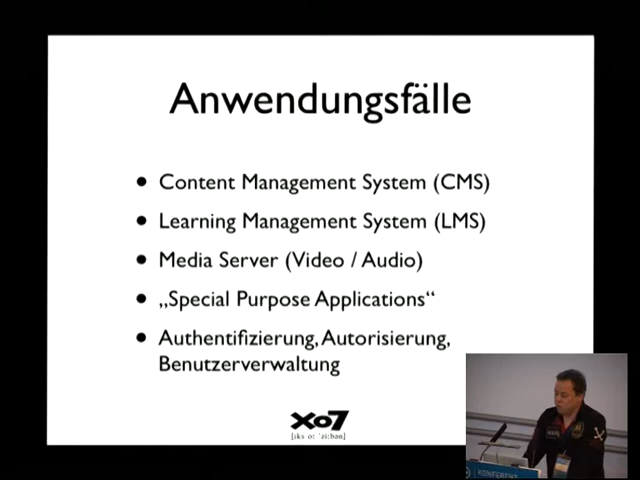 Anwendungsfälle
• Content Management System (CMS)
• Learning Management System (LMS)
• Media Server (Video / Audio)
• „Special Purpose Applications“
• Authentifizierung, Autorisierung,
Benutzerverwaltung
xo7
KONFERENZ